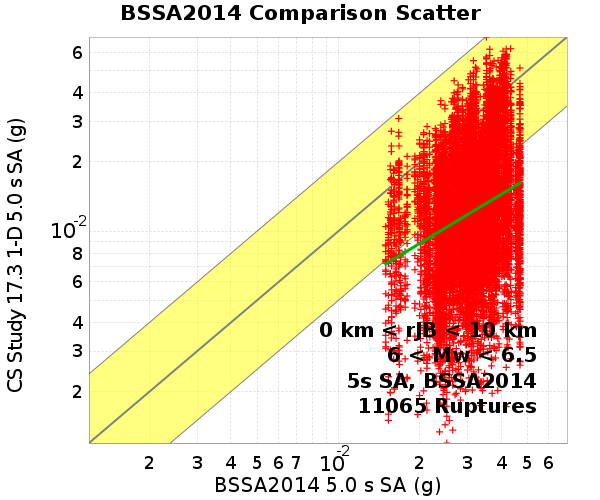 BSSA2014 Comparison Scatter
CS Study 17.3 1-D 5.0 s SA (g)
6
4
3
2
10-2
8
6
4
3
2
0 km < rJB < 10 km
6 < Mw < 6.5
5s SA, BSSA2014
11065 Ruptures
2 3 4 5 6 7 10-2 2 3 4 5 6
BSSA2014 5.0 s SA (g)